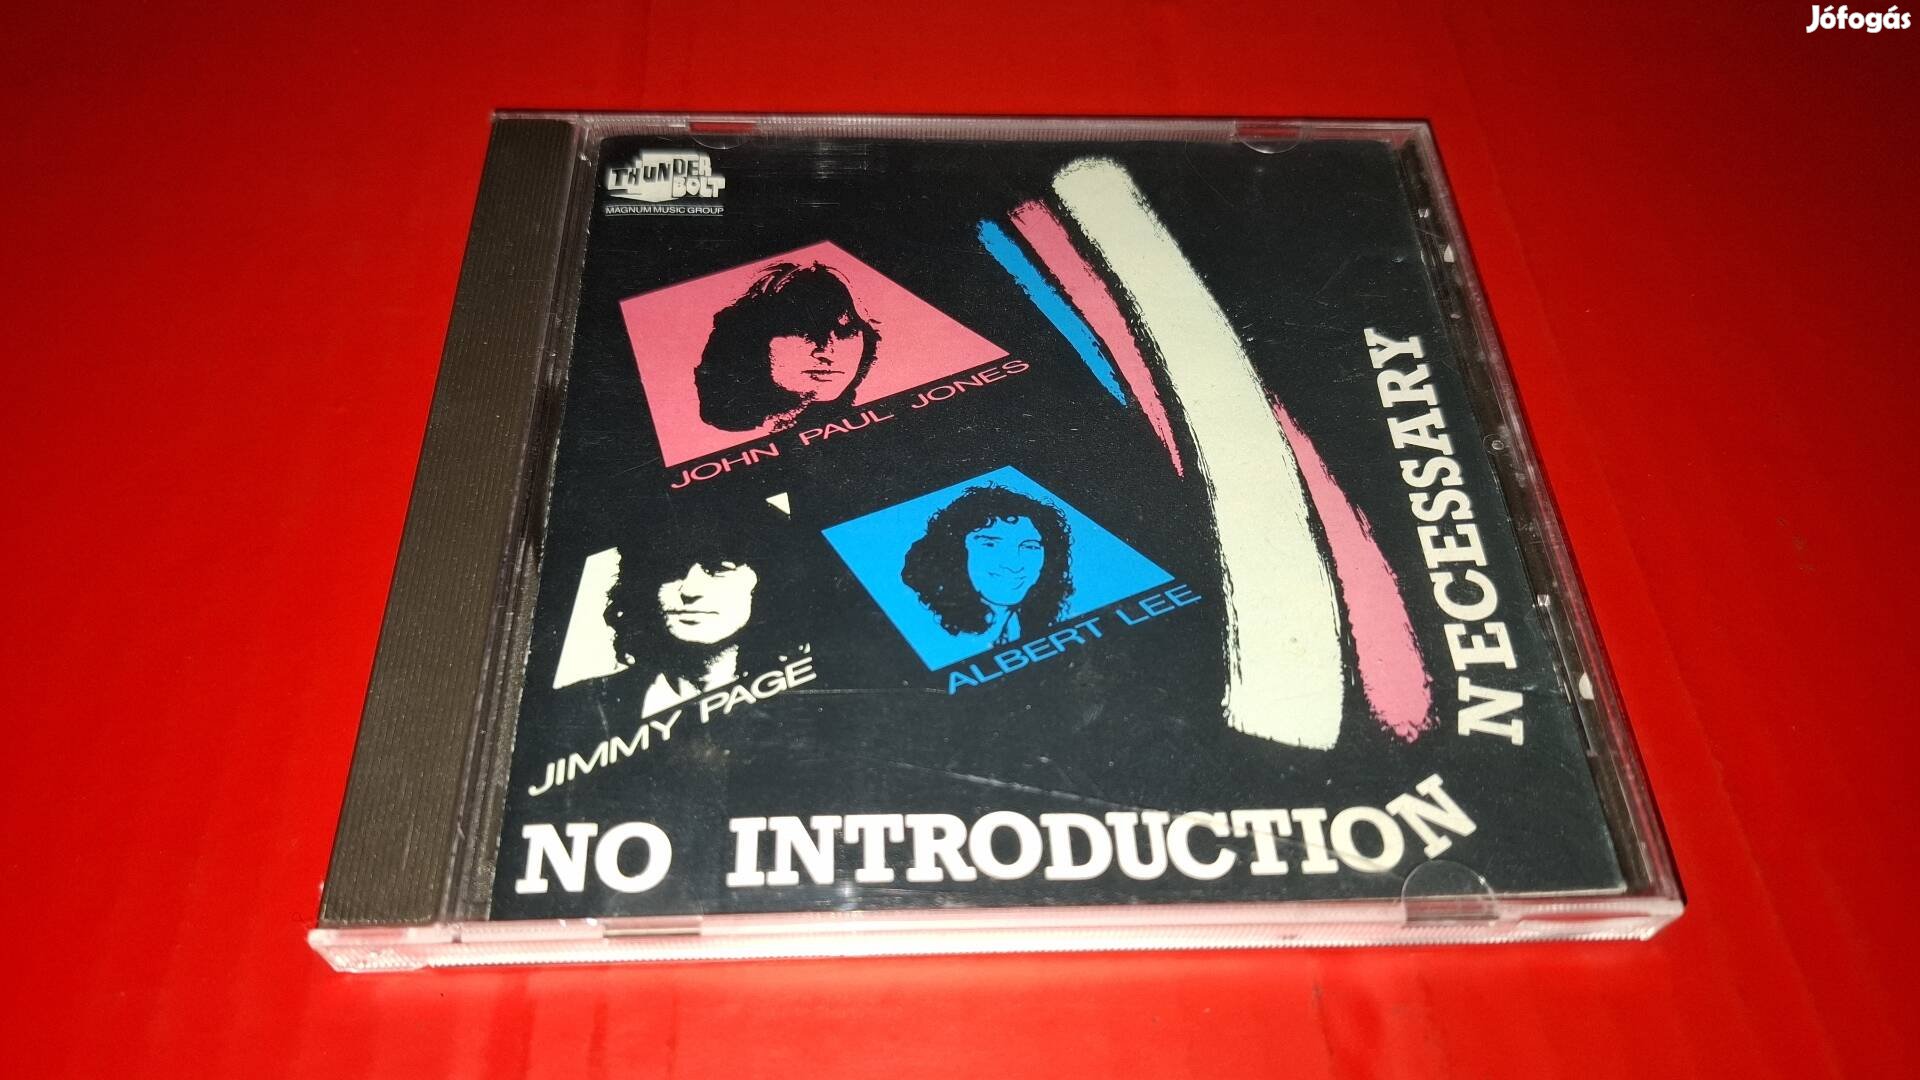 Jófogás
THUNDER
BOLT
MAGNUM MUSIC GROUP
JOHN PAUL JONES
ALBERT LEE
JIMMY PAGE
NO INTRODUCTION NECESSARY